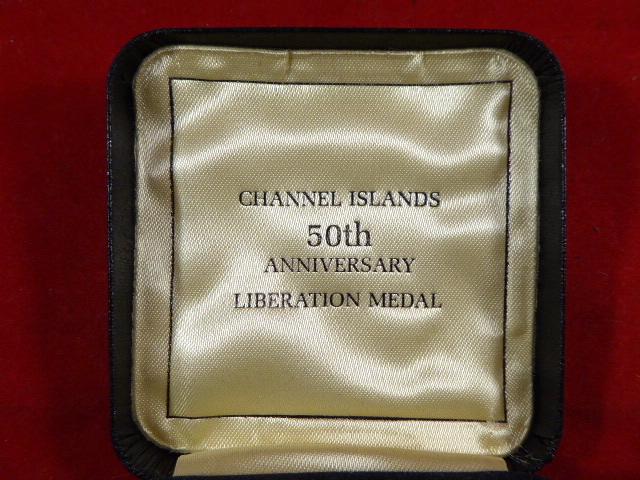 CHANNEL ISLANDS
50th
ANNIVERSARY
LIBERATION MEDAL